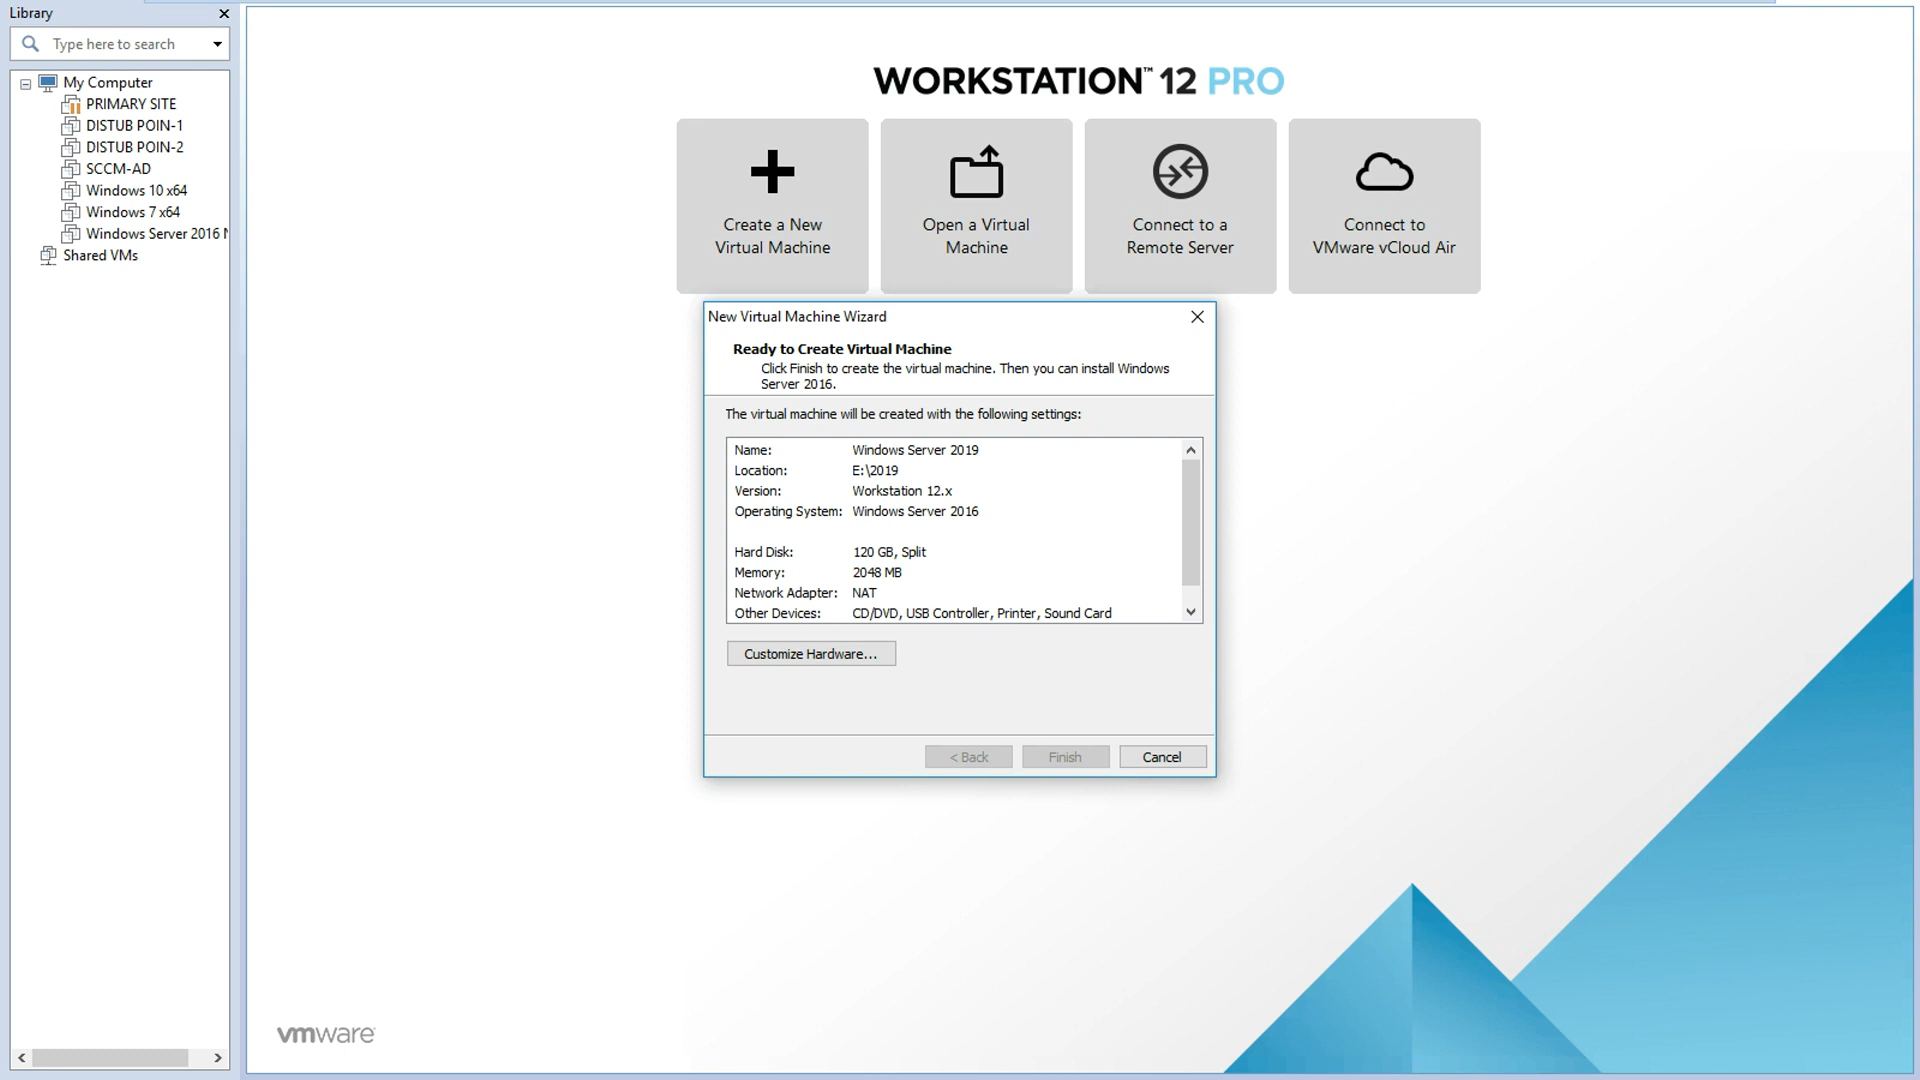 Library
Type here to search
My Computer
PRIMARY SITE
DISTUB POIN-1
DISTUB POIN-2
SCCM-AD
Windows 10 x64
Windows 7 x64
Windows Server 2016
Shared VMs
WORKSTATION™ 12 PRO
Create a New
Virtual Machine
Open a Virtual
Machine
Connect to a
Remote Server
Connect to
VMware vCloud Air
New Virtual Machine Wizard
Ready to Create Virtual Machine
Click Finish to create the virtual machine. Then you can install Windows
Server 2016.
The virtual machine will be created with the following settings:
Name: Windows Server 2019
Location: E:\2019
Version: Workstation 12.x
Operating System: Windows Server 2016
Hard Disk: 120 GB, Split
Memory: 2048 MB
Network Adapter: NAT
Other Devices: CD/DVD, USB Controller, Printer, Sound Card
Customize Hardware...
< Back
Finish
Cancel
vmware